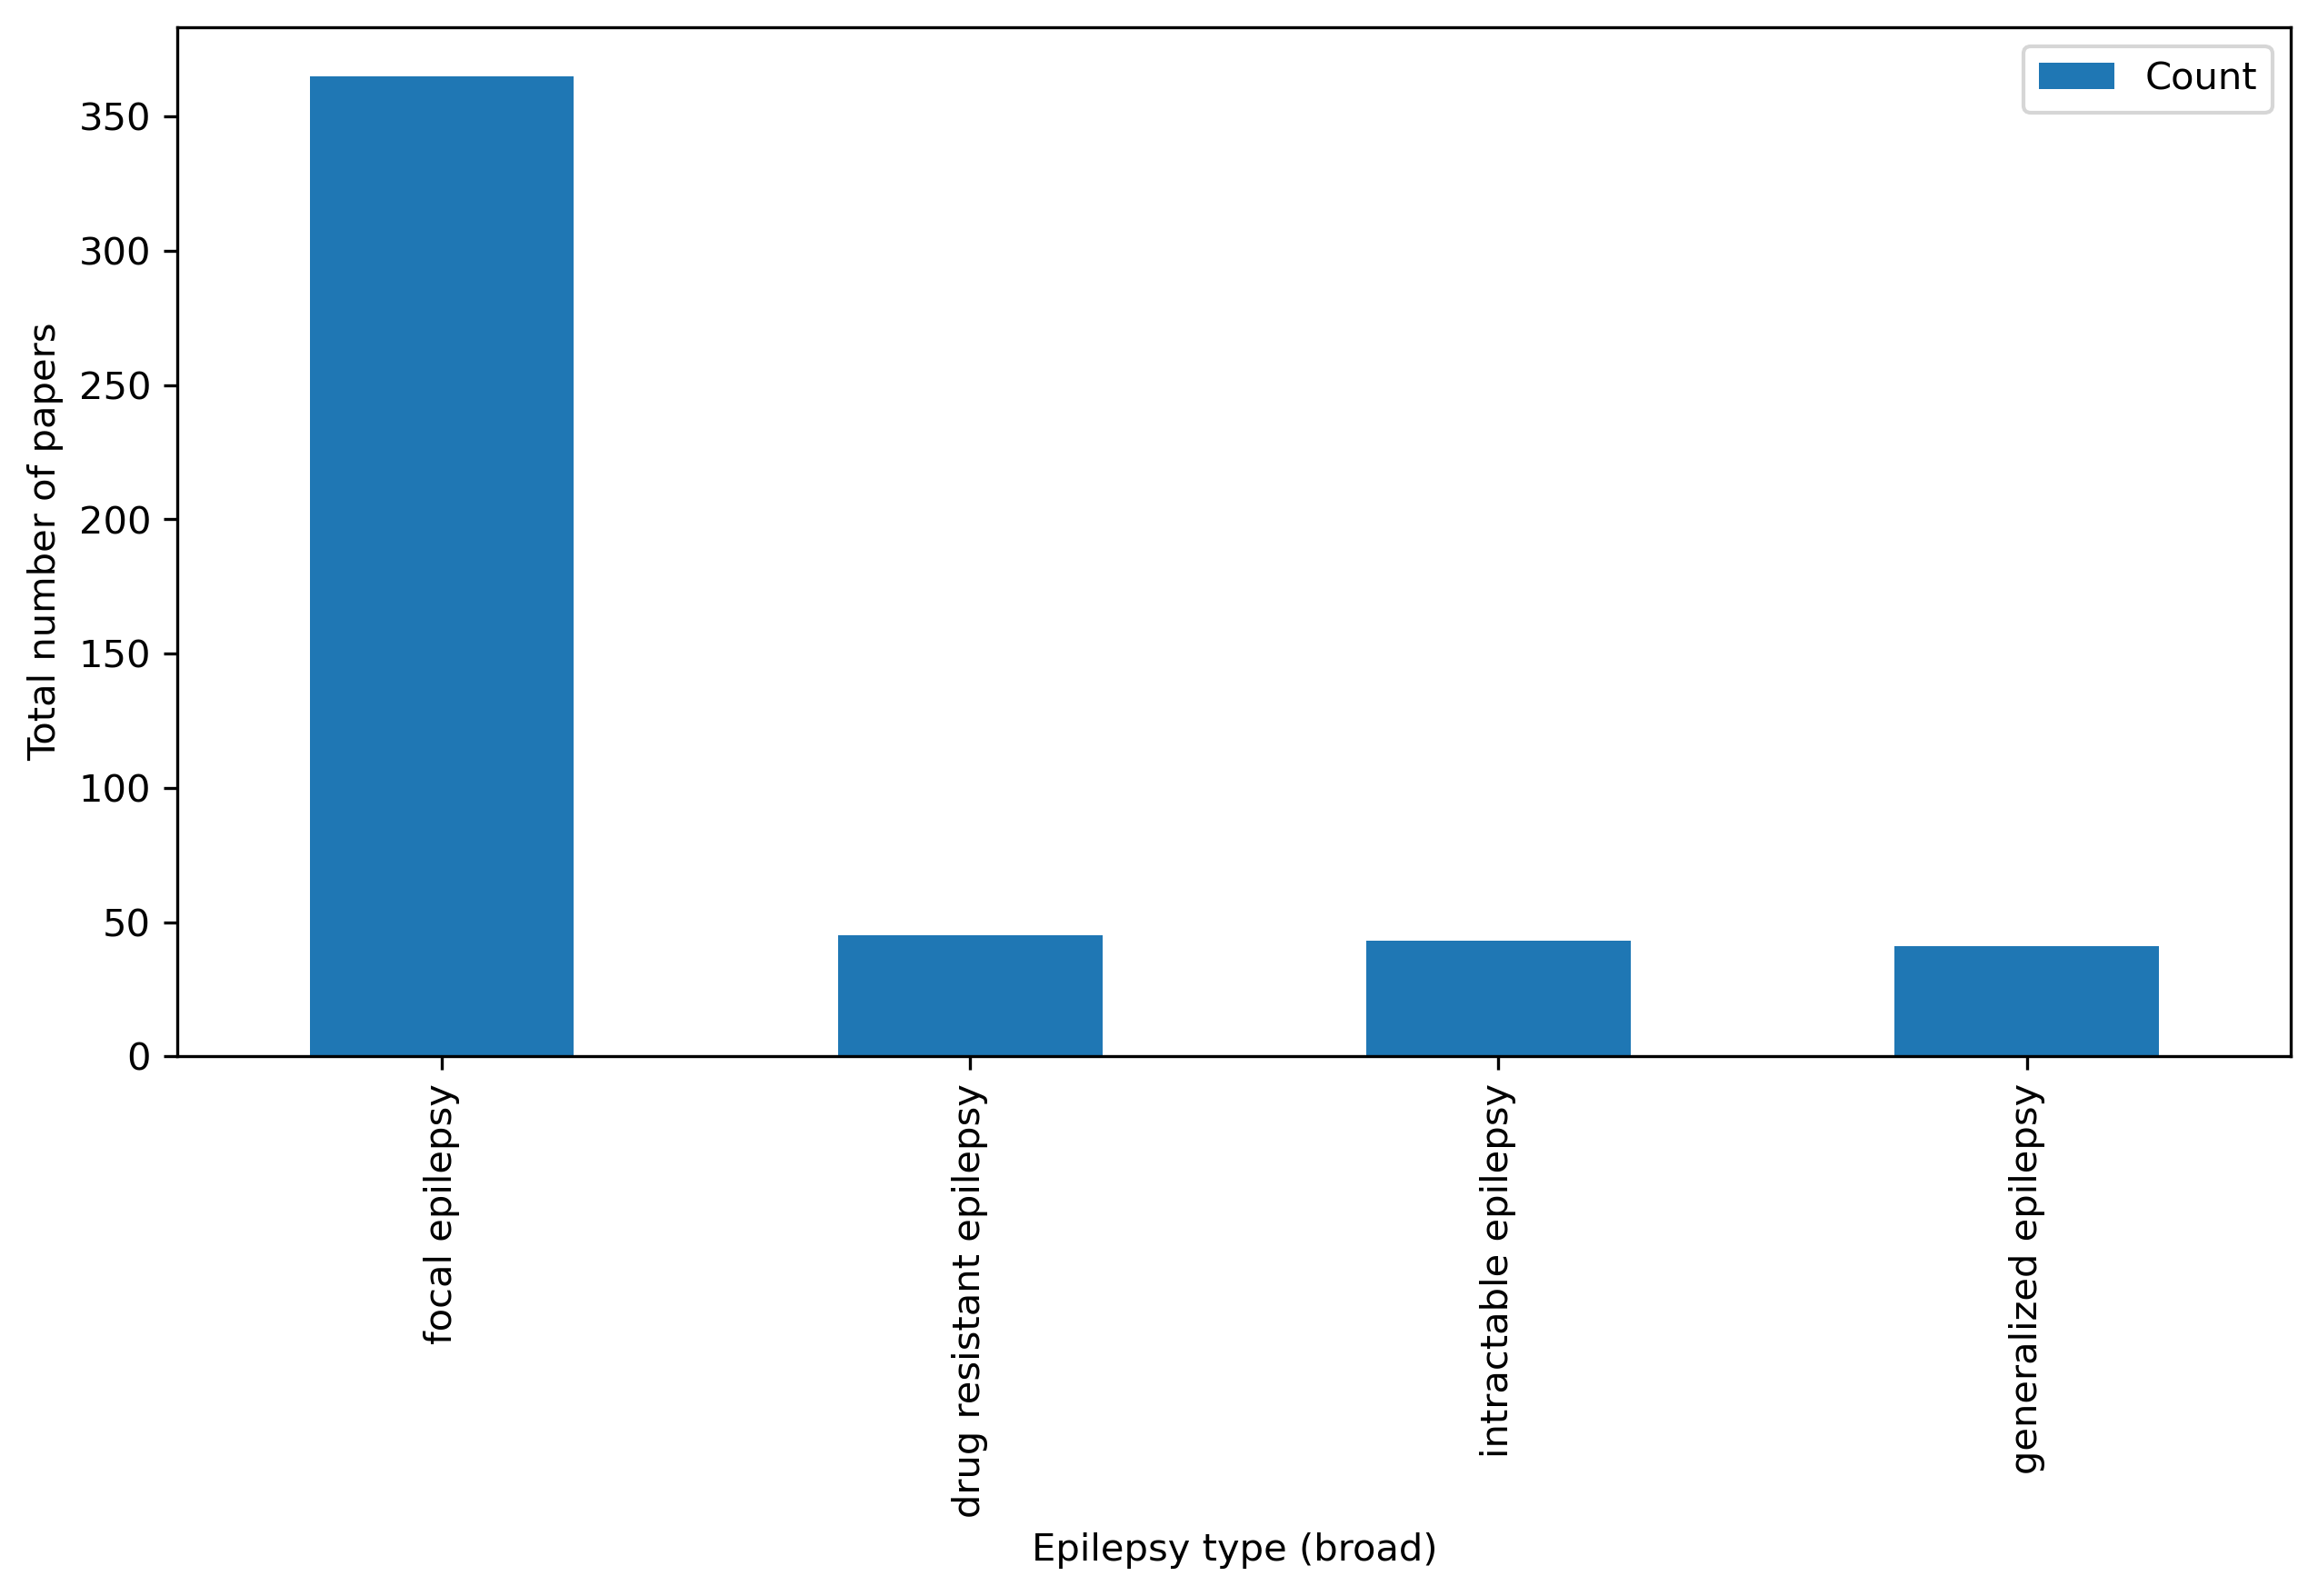 Count
Total number of papers
350
300
250
200
150
100
50
0
focal epilepsy
drug resistant epilepsy
intractable epilepsy
generalized epilepsy
Epilepsy type (broad)